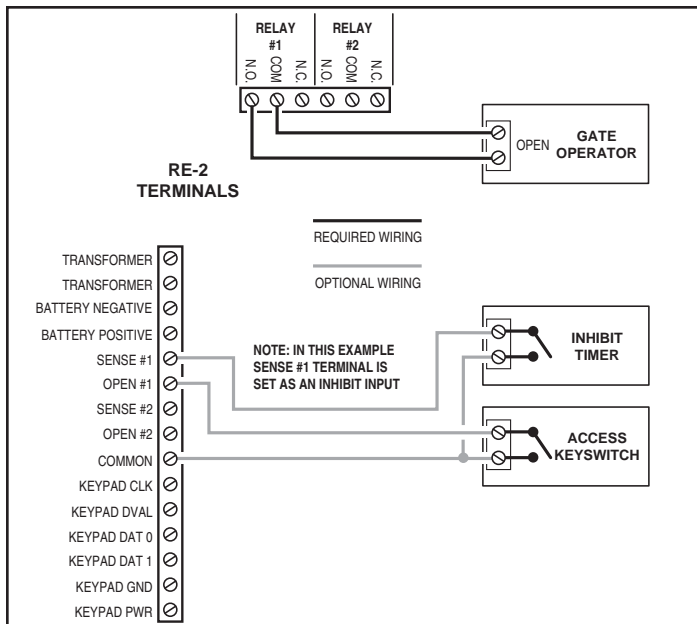 RELAY #1
RELAY #2
N.O.
COM
N.C.
N.O.
COM
N.C.
OPEN
GATE OPERATOR
RE-2
TERMINALS
REQUIRED WIRING
OPTIONAL WIRING
TRANSFORMER
TRANSFORMER
BATTERY NEGATIVE
BATTERY POSITIVE
SENSE #1
OPEN #1
SENSE #2
OPEN #2
COMMON
KEYPAD CLK
KEYPAD DVAL
KEYPAD DAT 0
KEYPAD DAT 1
KEYPAD GND
KEYPAD PWR
NOTE: IN THIS EXAMPLE
SENSE #1 TERMINAL IS
SET AS AN INHIBIT INPUT
INHIBIT
TIMER
ACCESS
KEYSWITCH